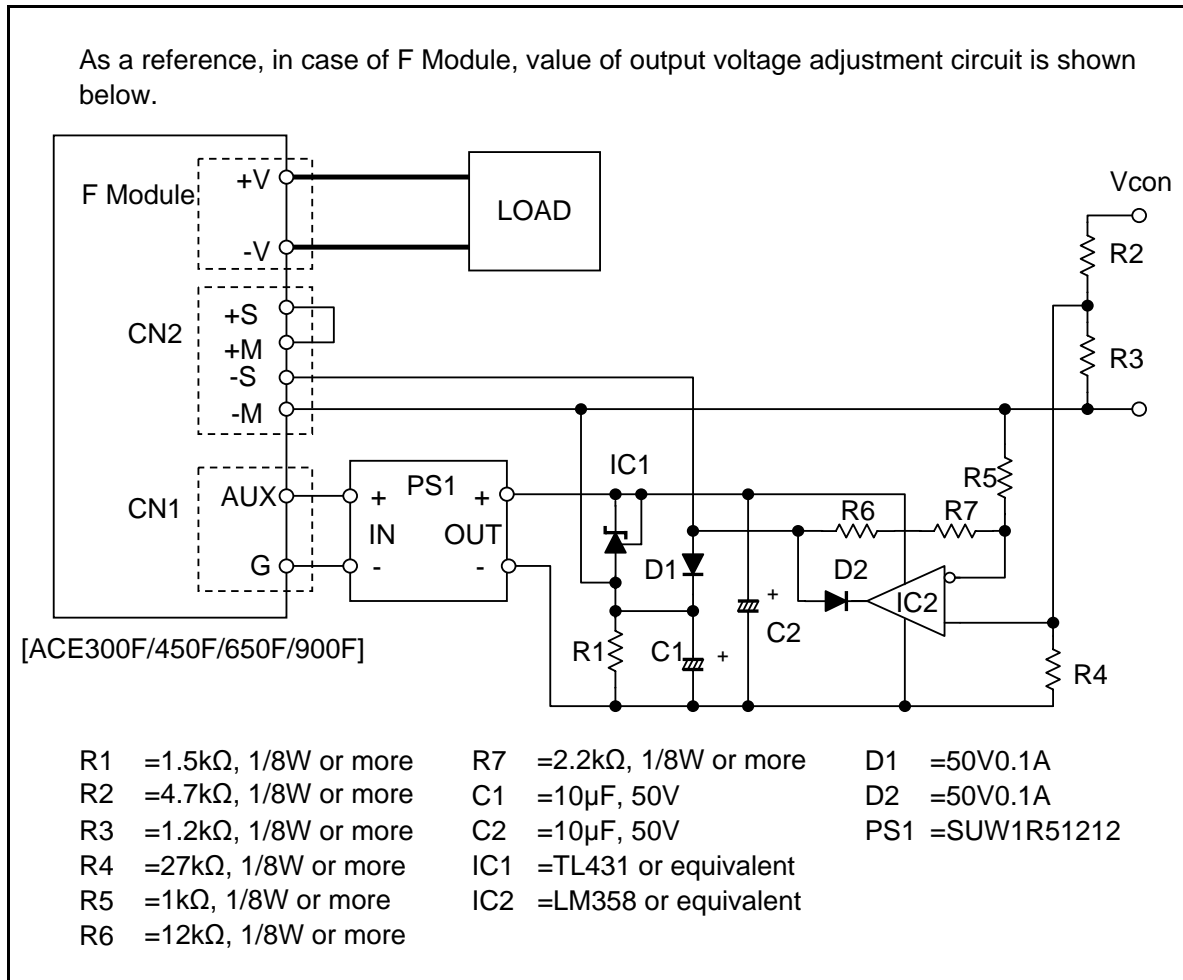 As a reference, in case of F Module, value of output voltage adjustment circuit is shown
below.
F Module
+V
-V
LOAD
Vcon
R2
R3
CN2
+S
+M
-S
-M
CN1
AUX
G
+ PS1 +
IN OUT
- -
IC1
R5
R6 R7
D1
D2
IC2
+
C2
R1
C1 +
R4
[ACE300F/450F/650F/900F]
R1 =1.5kΩ, 1/8W or more
R2 =4.7kΩ, 1/8W or more
R3 =1.2kΩ, 1/8W or more
R4 =27kΩ, 1/8W or more
R5 =1kΩ, 1/8W or more
R6 =12kΩ, 1/8W or more
R7 =2.2kΩ, 1/8W or more
C1 =10µF, 50V
C2 =10µF, 50V
IC1 =TL431 or equivalent
IC2 =LM358 or equivalent
D1 =50V0.1A
D2 =50V0.1A
PS1 =SUW1R51212